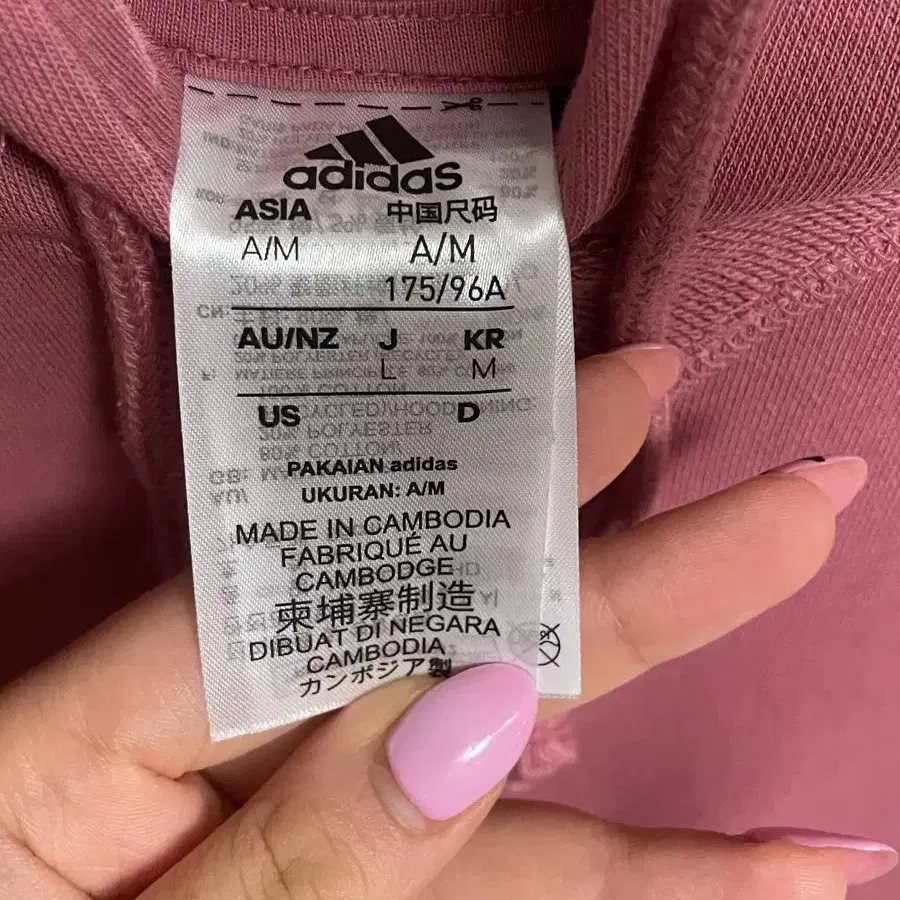 adidas
ASIA 中国尺码
A/M A/M
175/96A
AU/NZ J KR
L M
US D
PAKAIAN adidas
UKURAN: A/M
MADE IN CAMBODIA
FABRIQUÉ AU
CAMBODGE
柬埔寨制造
DIBUAT DI NEGARA
CAMBODIA
カンボジア製